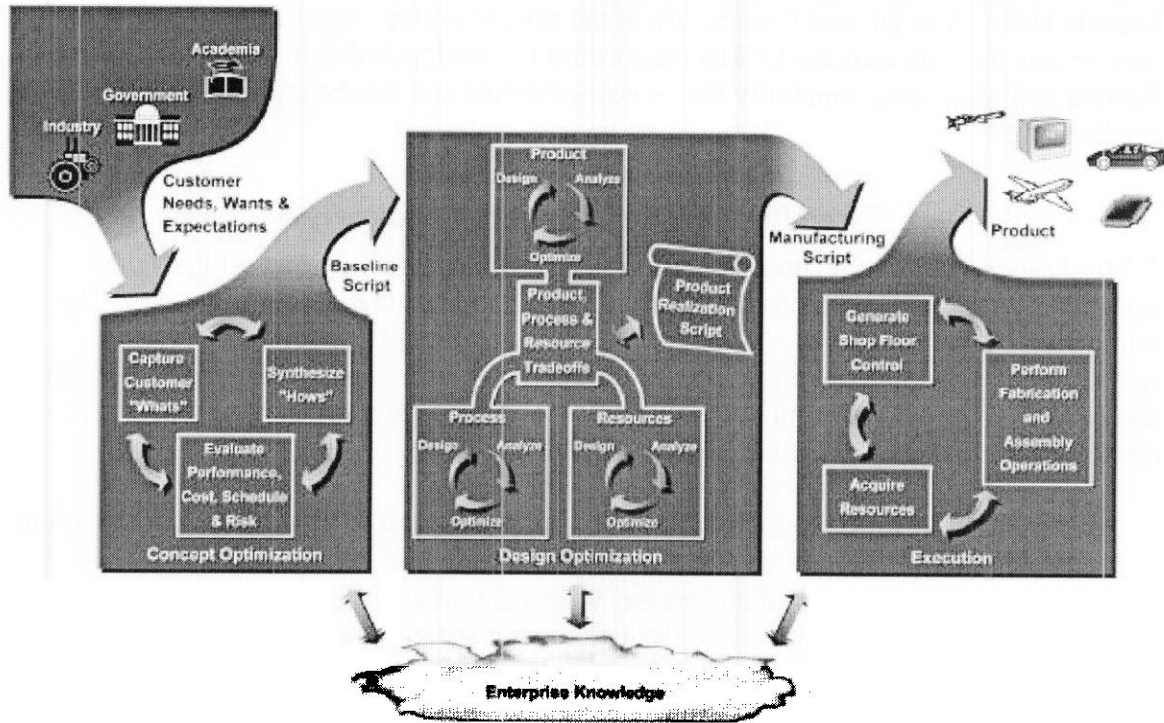 Academia
Government
Industry
Customer
Needs, Wants &
Expectations
Baseline
Script
Capture
Customer
"Whats"
Synthesize
"Hows"
Evaluate
Performance,
Cost, Schedule
& Risk
Concept Optimization
Product
Design
Analyze
Optimize
Product,
Process &
Resource
Tradeoffs
Product
Realization
Script
Process
Design
Analyze
Optimize
Resources
Design
Analyze
Optimize
Design Optimization
Manufacturing
Script
Product
Generate
Shop Floor
Control
Perform
Fabrication
and
Assembly
Operations
Acquire
Resources
Execution
Enterprise Knowledge